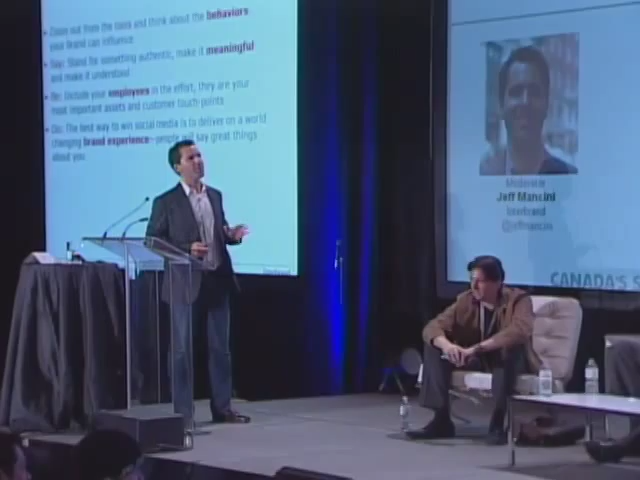 Zoom out from the tools and think about the behaviors
your brand can influence
Say: Stand for something authentic, make it meaningful
and make it understood
Be: Include your employees in the effort, they are your
most important assets and customer touch-points
Do: The best way to win social media is to deliver on a world
changing brand experience—people will say great things
about you
Moderator
Jeff Mancini
Interbrand
@jeffmancini
CANADA'S S